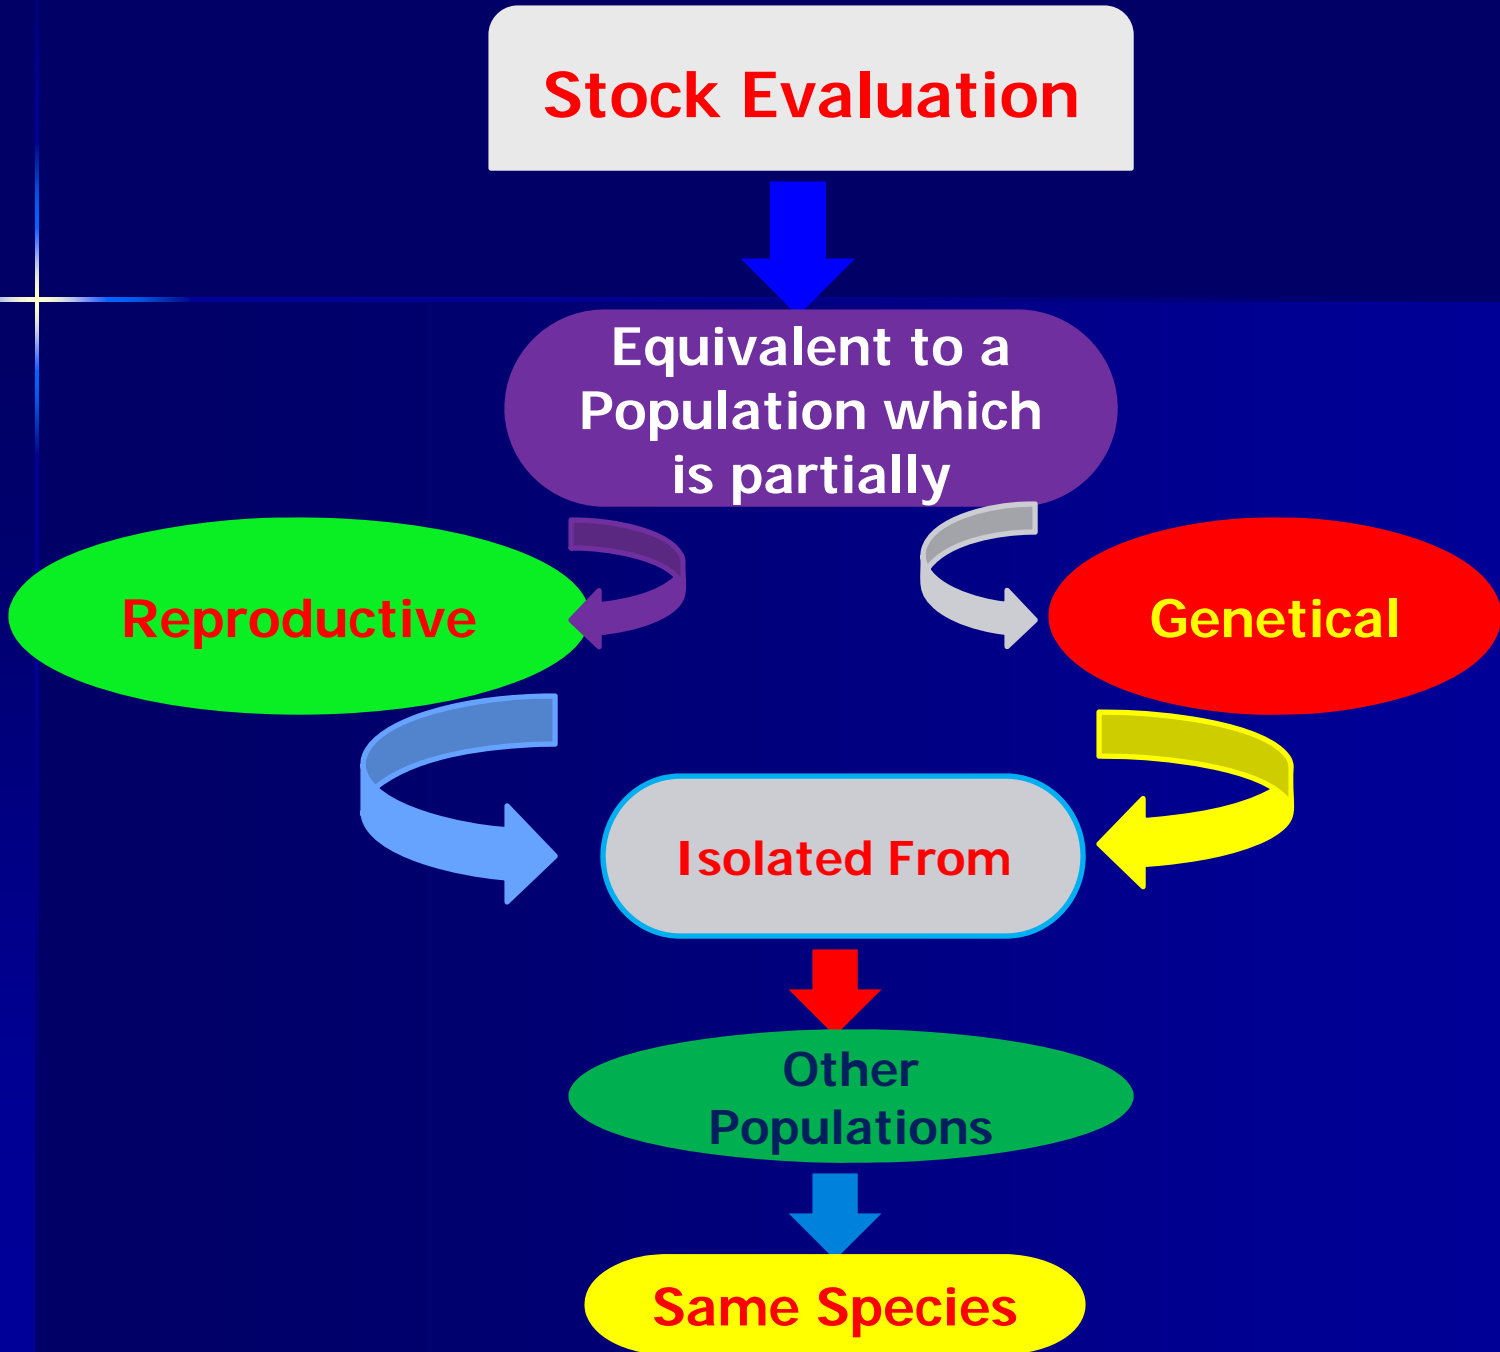 Stock Evaluation
Equivalent to a
Population which
is partially
Reproductive
Genetical
Isolated From
Other
Populations
Same Species